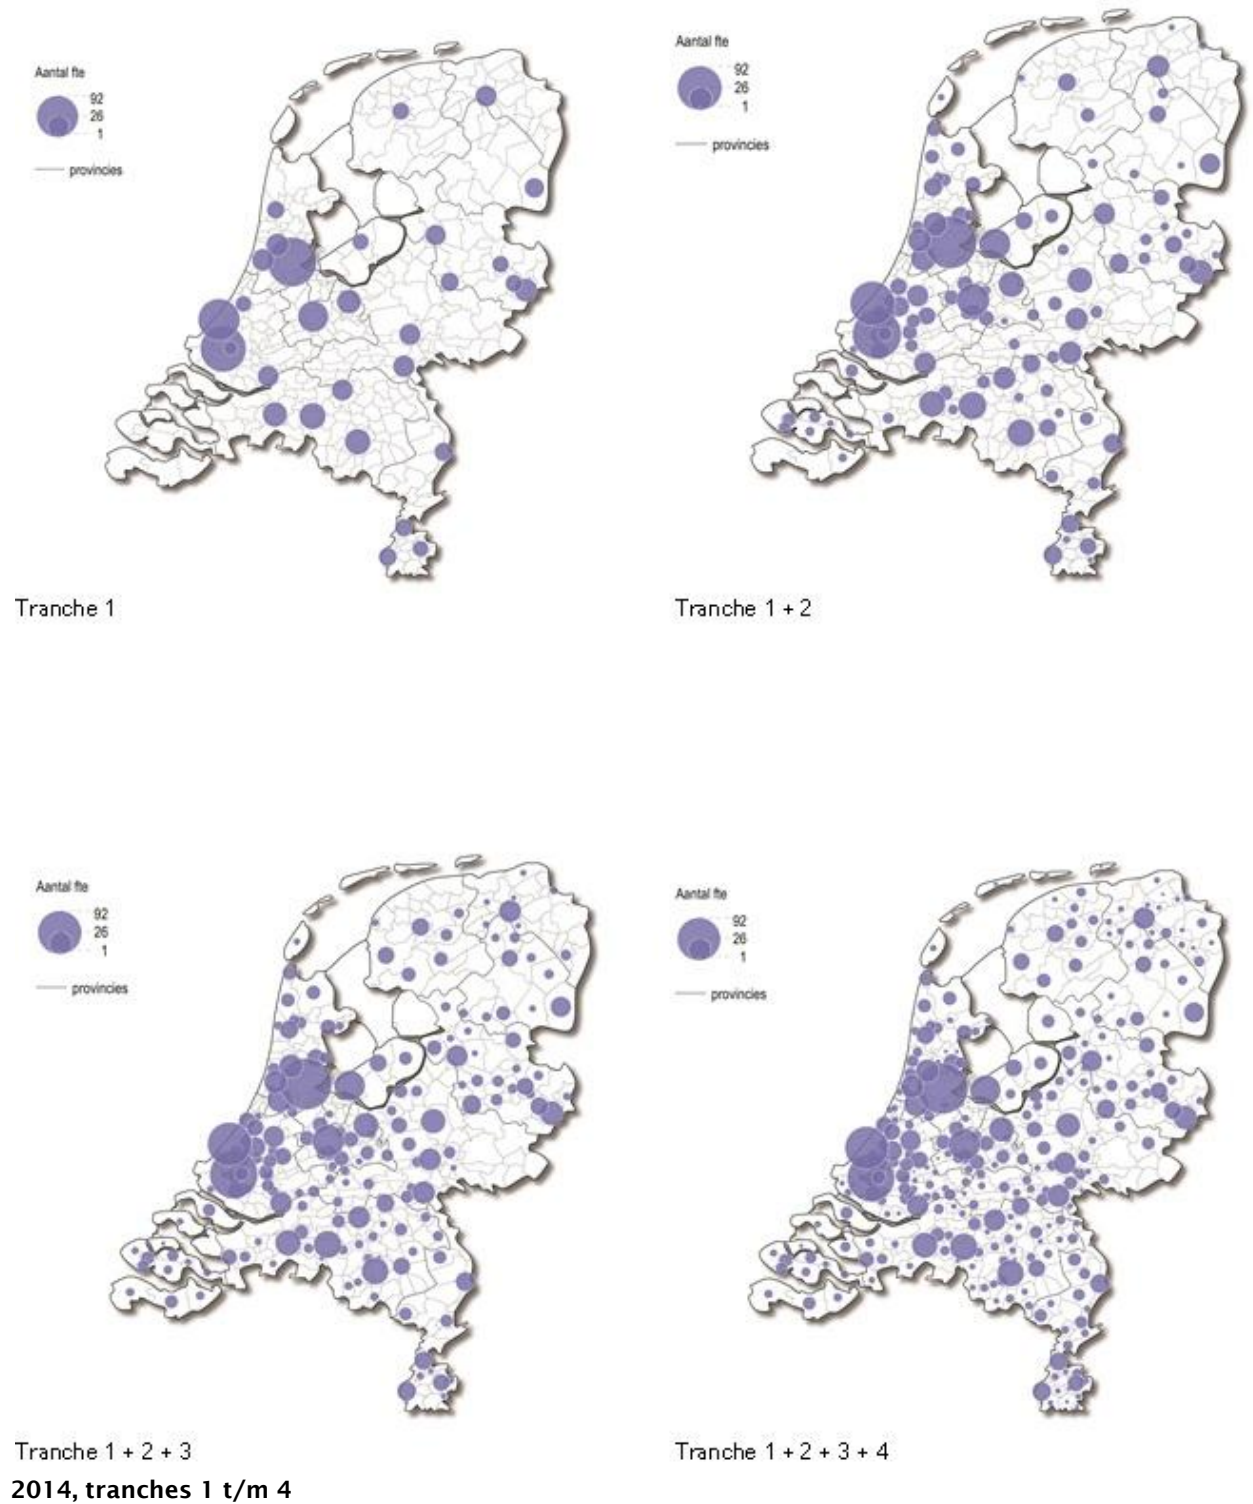 Aantal fte
92
26
1
provincies
Tranche 1
Aantal fte
92
26
1
provincies
Tranche 1 + 2
Aantal fte
92
26
1
provincies
Tranche 1 + 2 + 3
Aantal fte
92
26
1
provincies
Tranche 1 + 2 + 3 + 4
2014, tranches 1 t/m 4